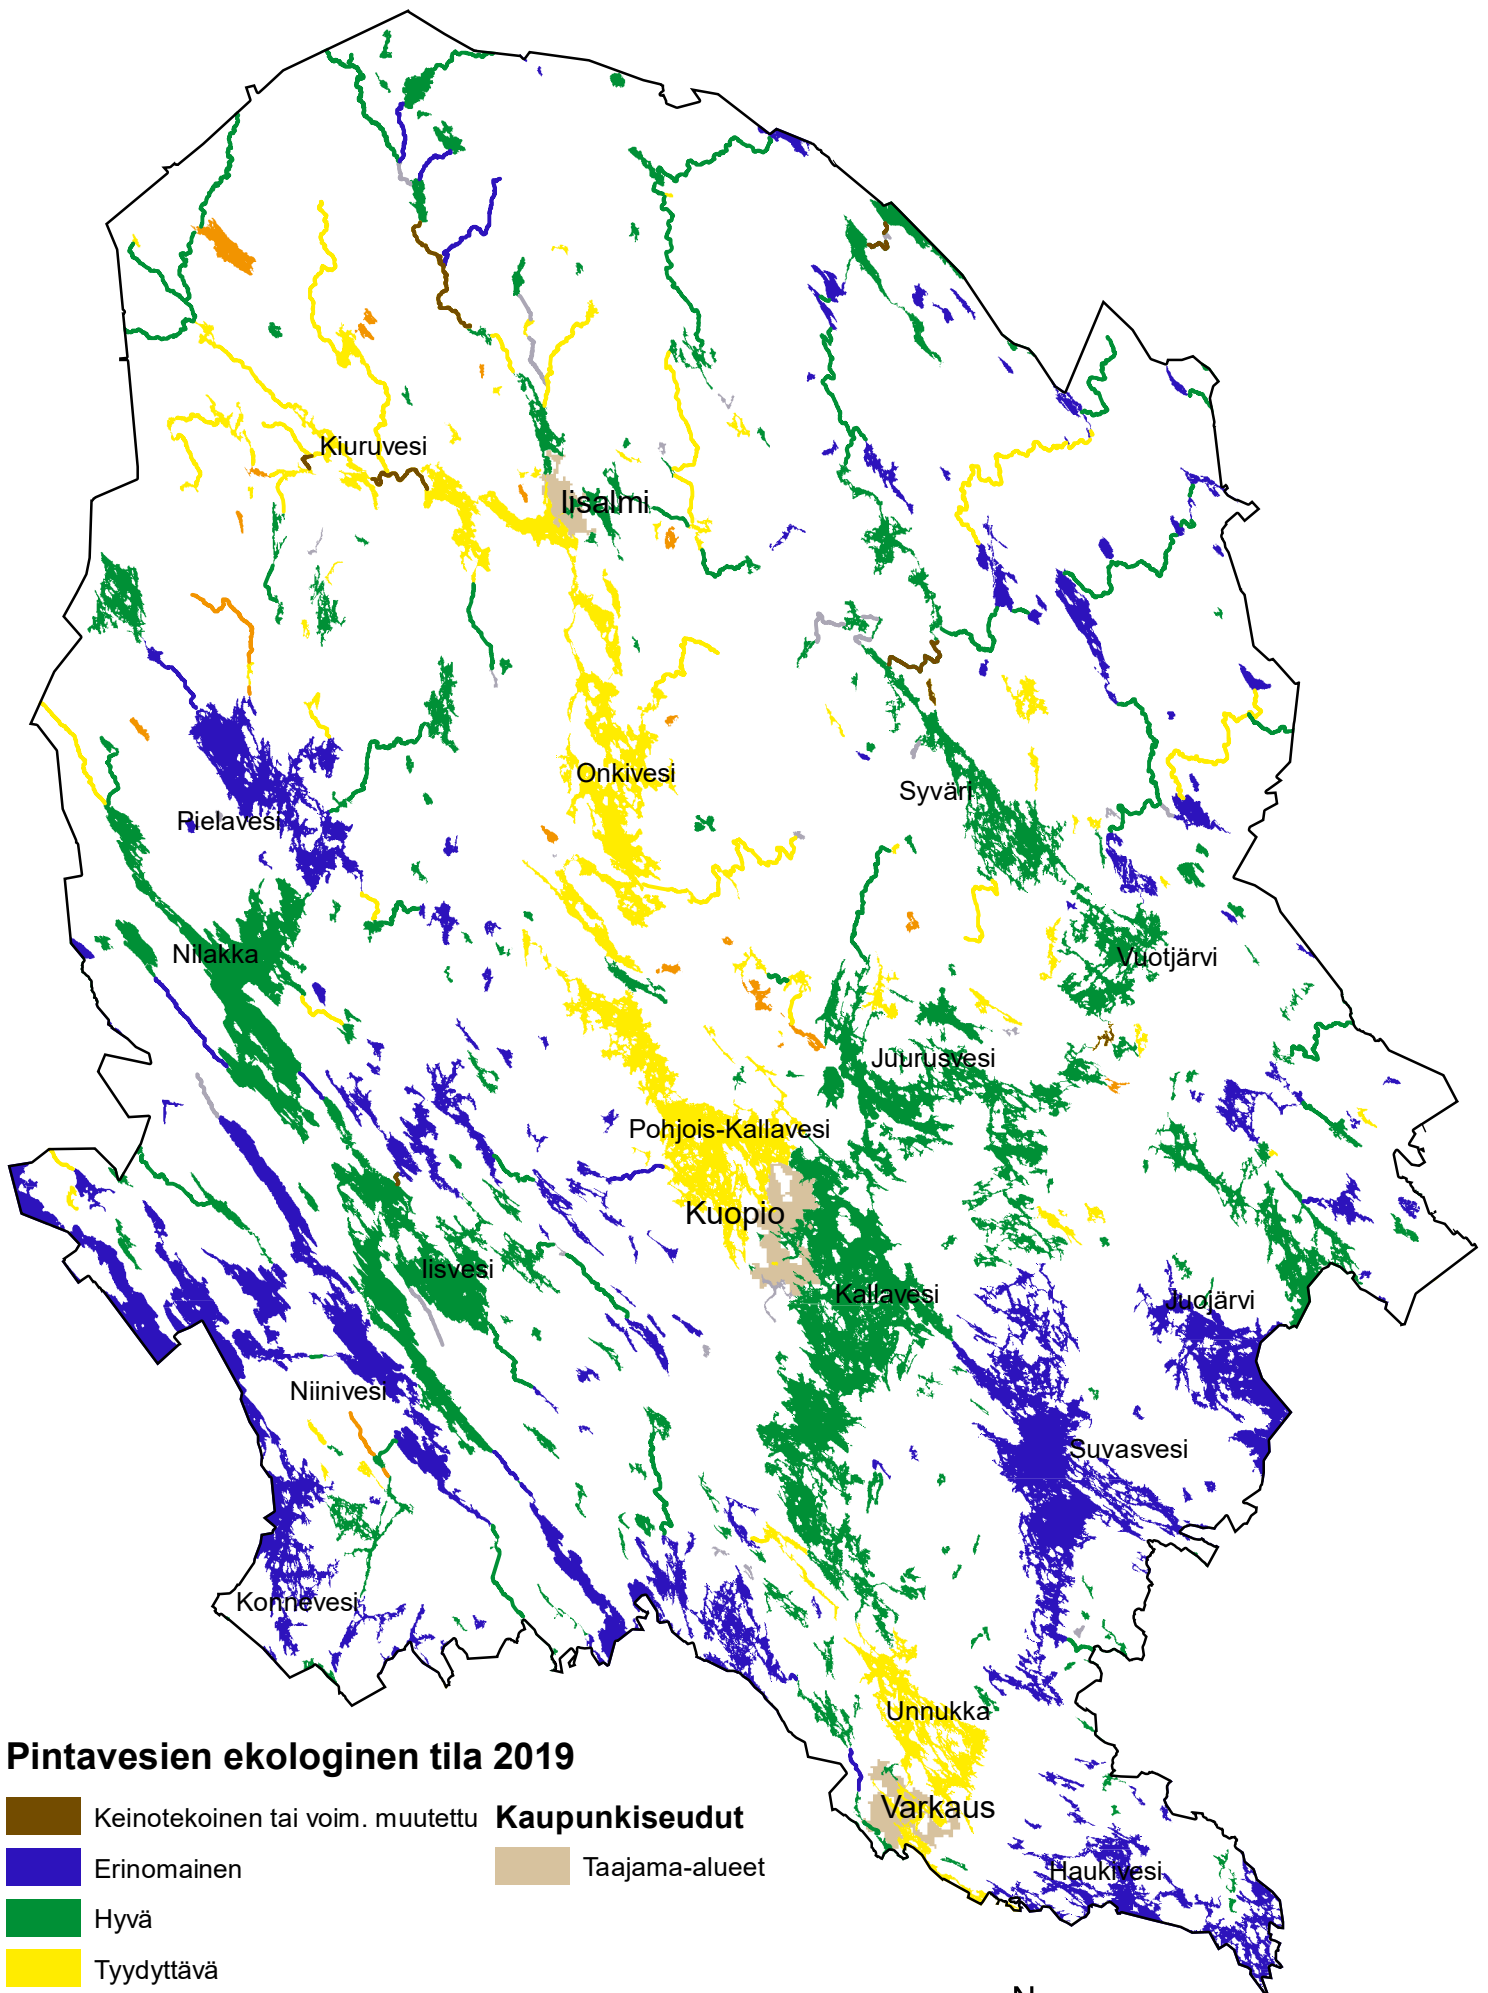 Kiuruvesi
Iisalmi
Onkivesi
Syväri
Pielavesi
Nilakka
Vuotjärvi
Juurusvesi
Pohjois-Kallavesi
Kuopio
Iisvesi
Kallavesi
Juojärvi
Niinivesi
Suvasvesi
Konnevesi
Unnukka
Pintavesien ekologinen tila 2019
Keinotekoinen tai voim. muutettu
Kaupunkiseudut
Varkaus
Erinomainen
Taajama-alueet
Haukivesi
Hyvä
Tyydyttävä